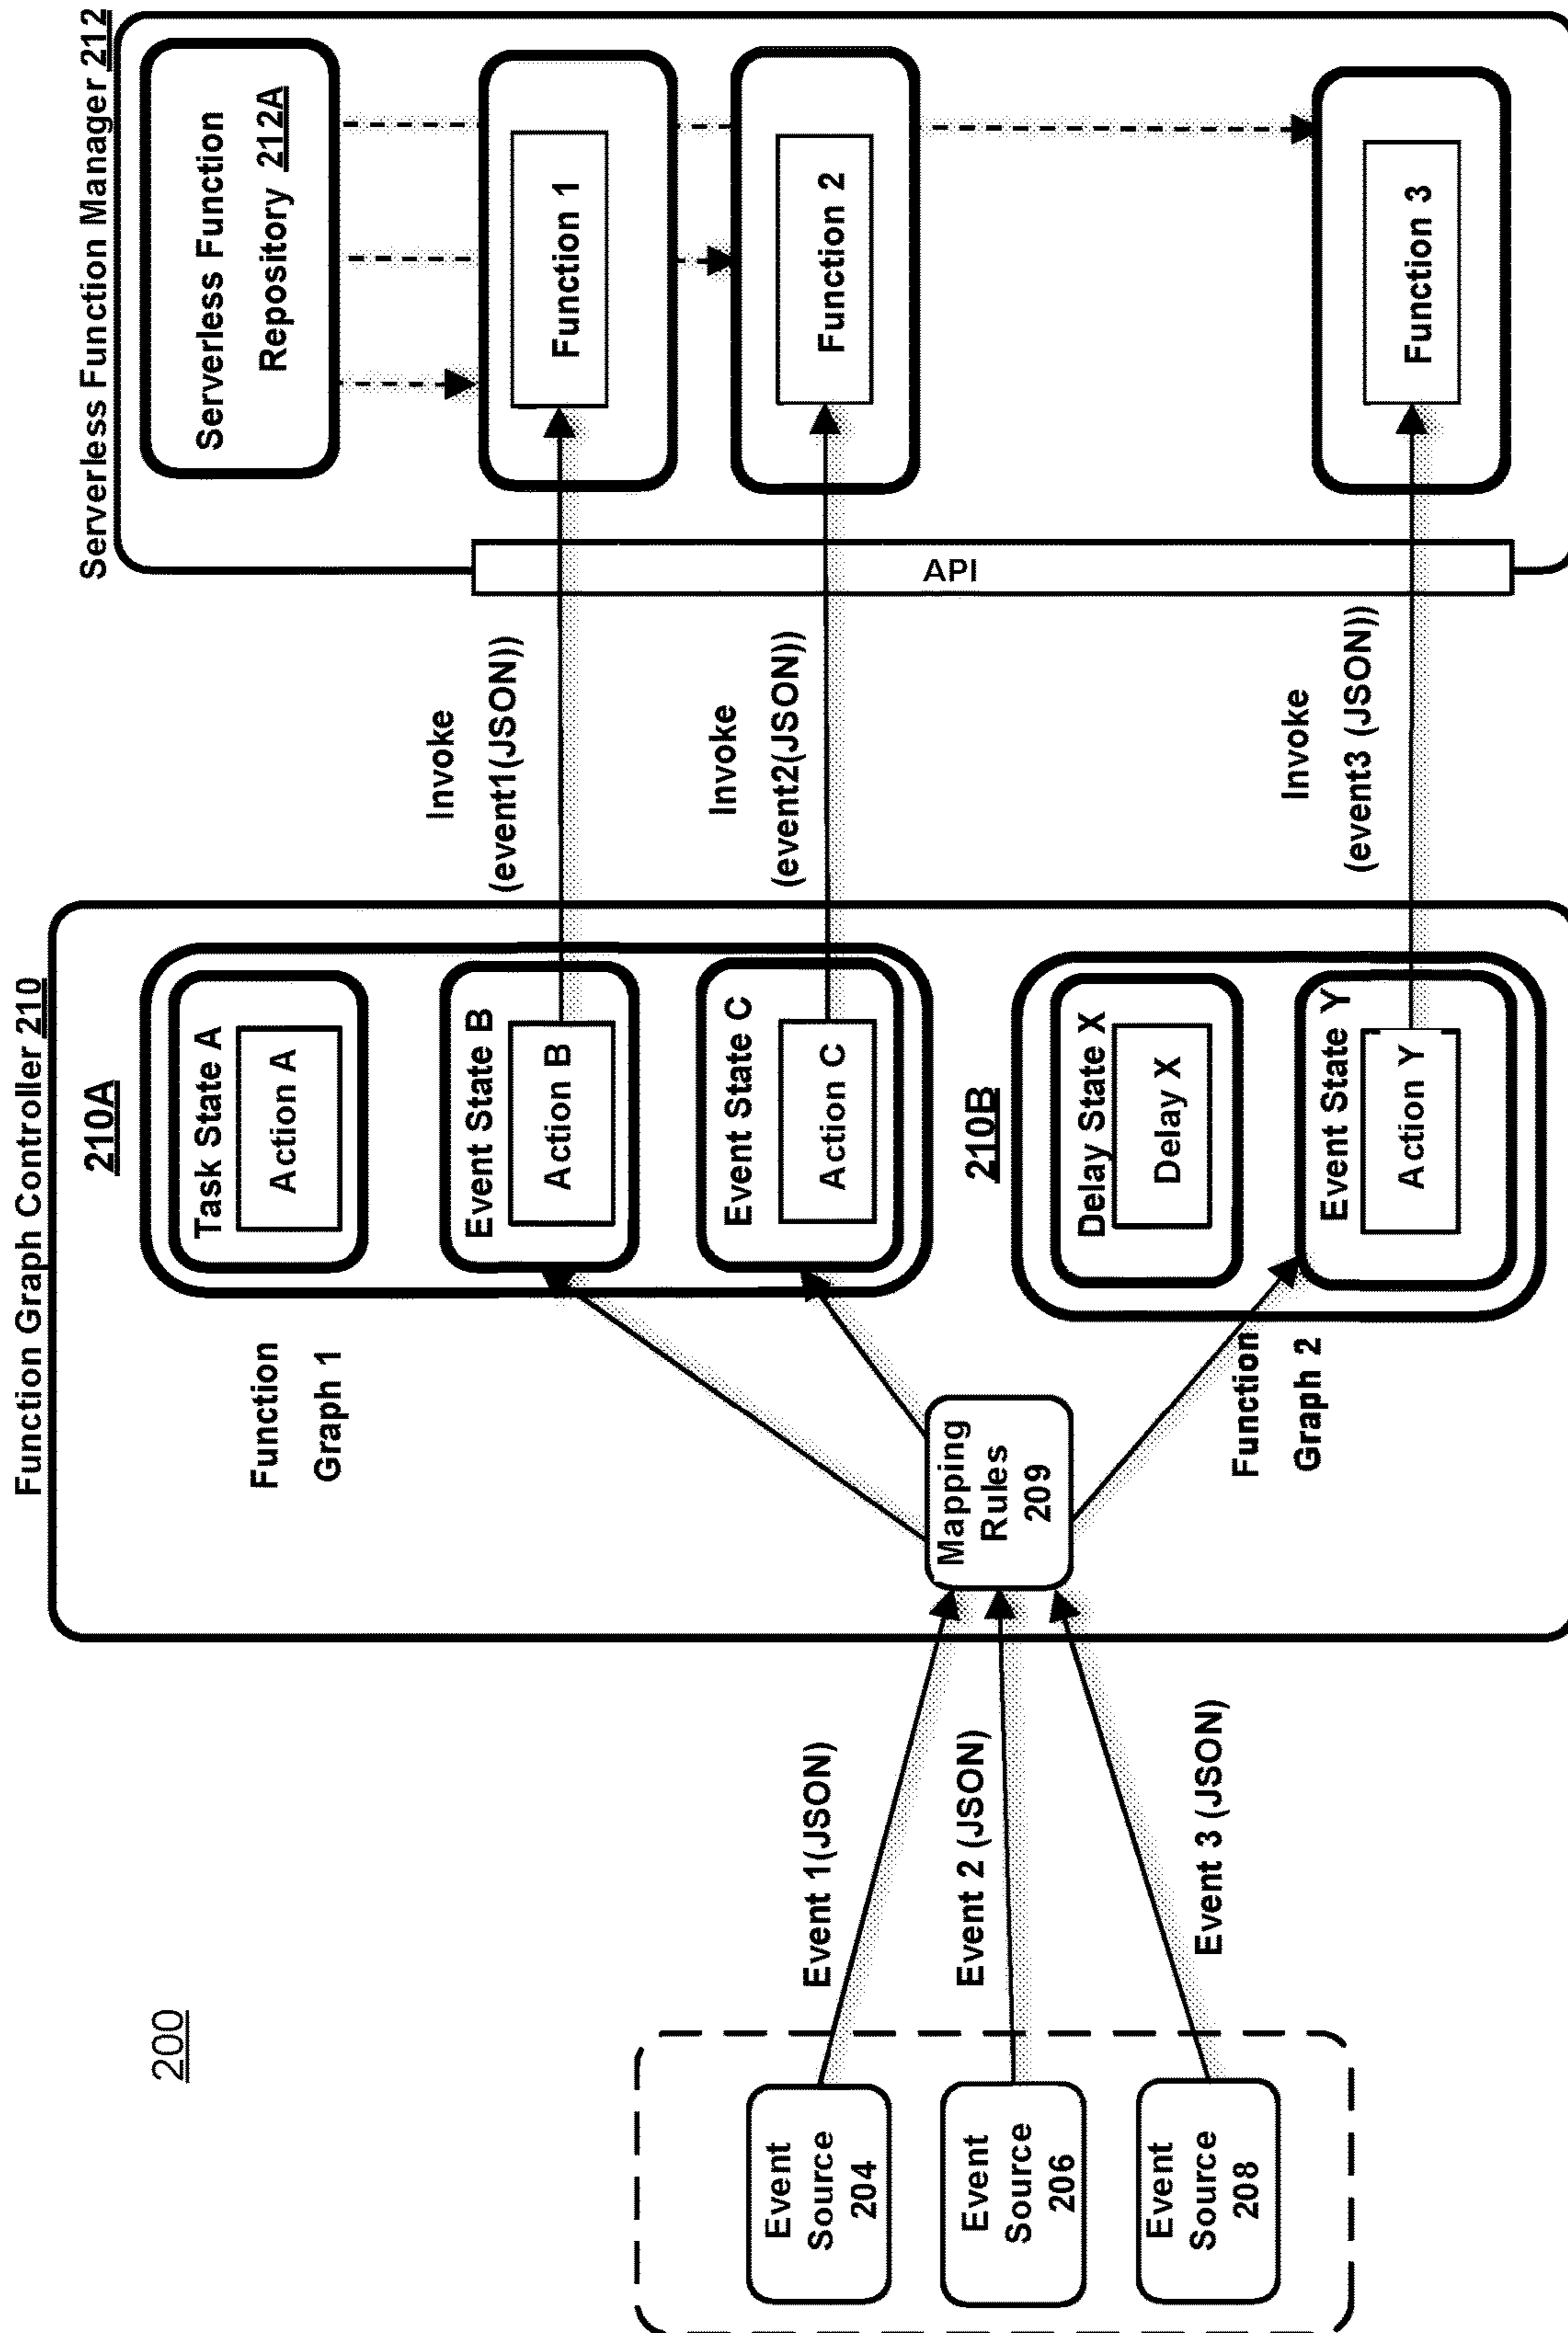 200
Event
Source
204
Event
Source
206
Event
Source
208
Event 1(JSON)
Event 2 (JSON)
Event 3 (JSON)
Function Graph Controller 210
Mapping
Rules
209
Function
Graph 1
210A
Task State A
Action A
Event State B
Action B
Event State C
Action C
Function
Graph 2
210B
Delay State X
Delay X
Event State Y
Action Y
Invoke
(event1(JSON))
Invoke
(event2(JSON))
Invoke
(event3 (JSON))
Serverless Function Manager 212
API
Serverless Function
Repository 212A
Function 1
Function 2
Function 3